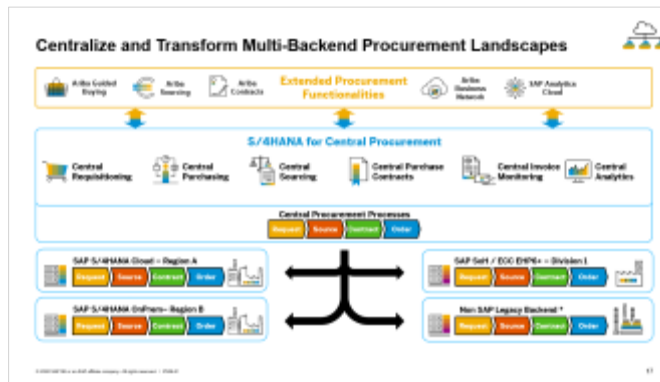 Centralize and Transform Multi-Backend Procurement Landscapes
Ariba Guided
Buying
Ariba
Sourcing
Ariba
Contracts
Extended Procurement
Functionalities
Ariba
Business
Network
SAP Analytics
Cloud
S/4HANA for Central Procurement
Central
Requisitioning
Central
Purchasing
Central
Sourcing
Central Purchase
Contracts
Central Invoice
Monitoring
Central
Analytics
Central Procurement Processes
Request
Source
Contract
Order
SAP S/4HANA Cloud – Region A
Request
Source
Contract
Order
SAP SoH / ECC EHP6+ – Division 1
Request
Source
Contract
Order
SAP S/4HANA OnPrem– Region B
Request
Source
Contract
Order
Non SAP Legacy Backend *
Request
Source
Contract
Order